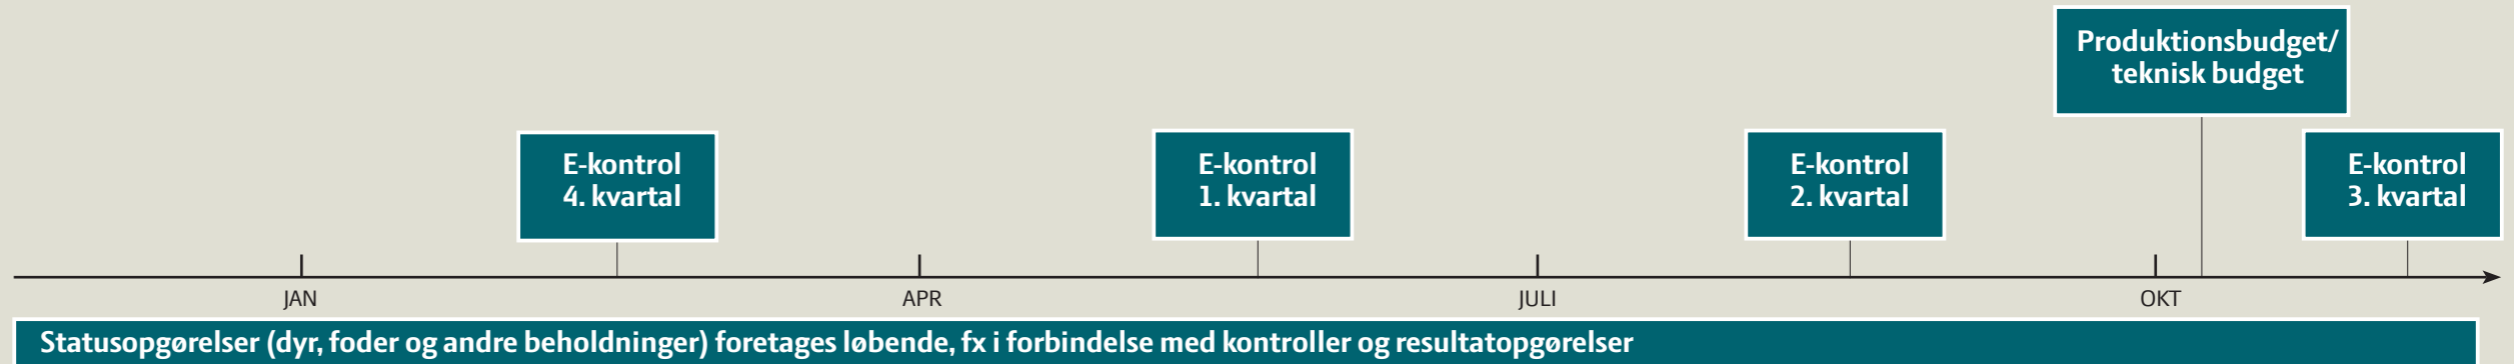 Produktionsbudget/
teknisk budget
E-kontrol
4. kvartal
E-kontrol
1. kvartal
E-kontrol
2. kvartal
E-kontrol
3. kvartal
JAN
APR
JULI
OKT
Statusopgørelser (dyr, foder og andre beholdninger) foretages løbende, fx i forbindelse med kontroller og resultatopgørelser